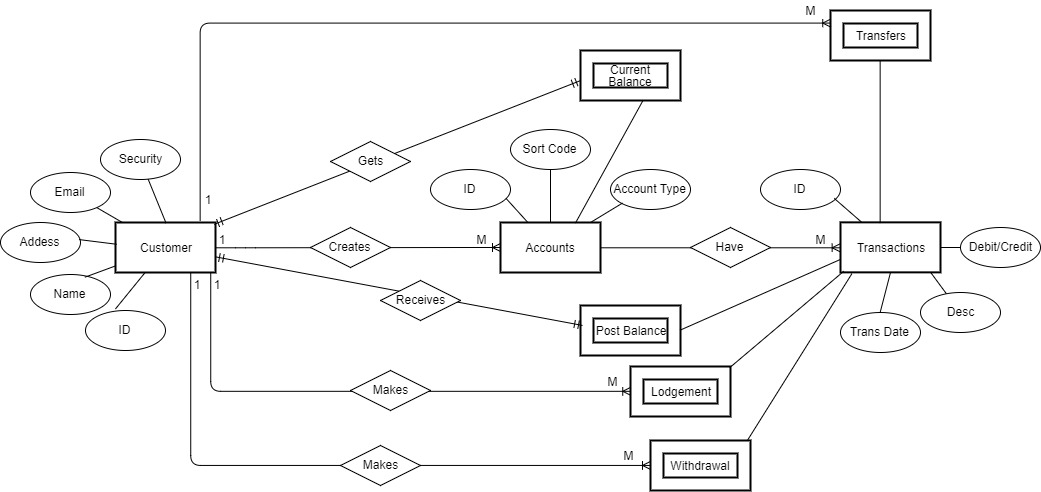 M
Transfers
Current
Balance
Security
Gets
Sort Code
Email
ID
Account Type
ID
1
Addess
Customer
1
Creates
M
Accounts
Have
M
Transactions
Debit/Credit
Name
1
1
Receives
ID
Post Balance
Trans Date
Desc
Makes
M
Lodgement
Makes
M
Withdrawal